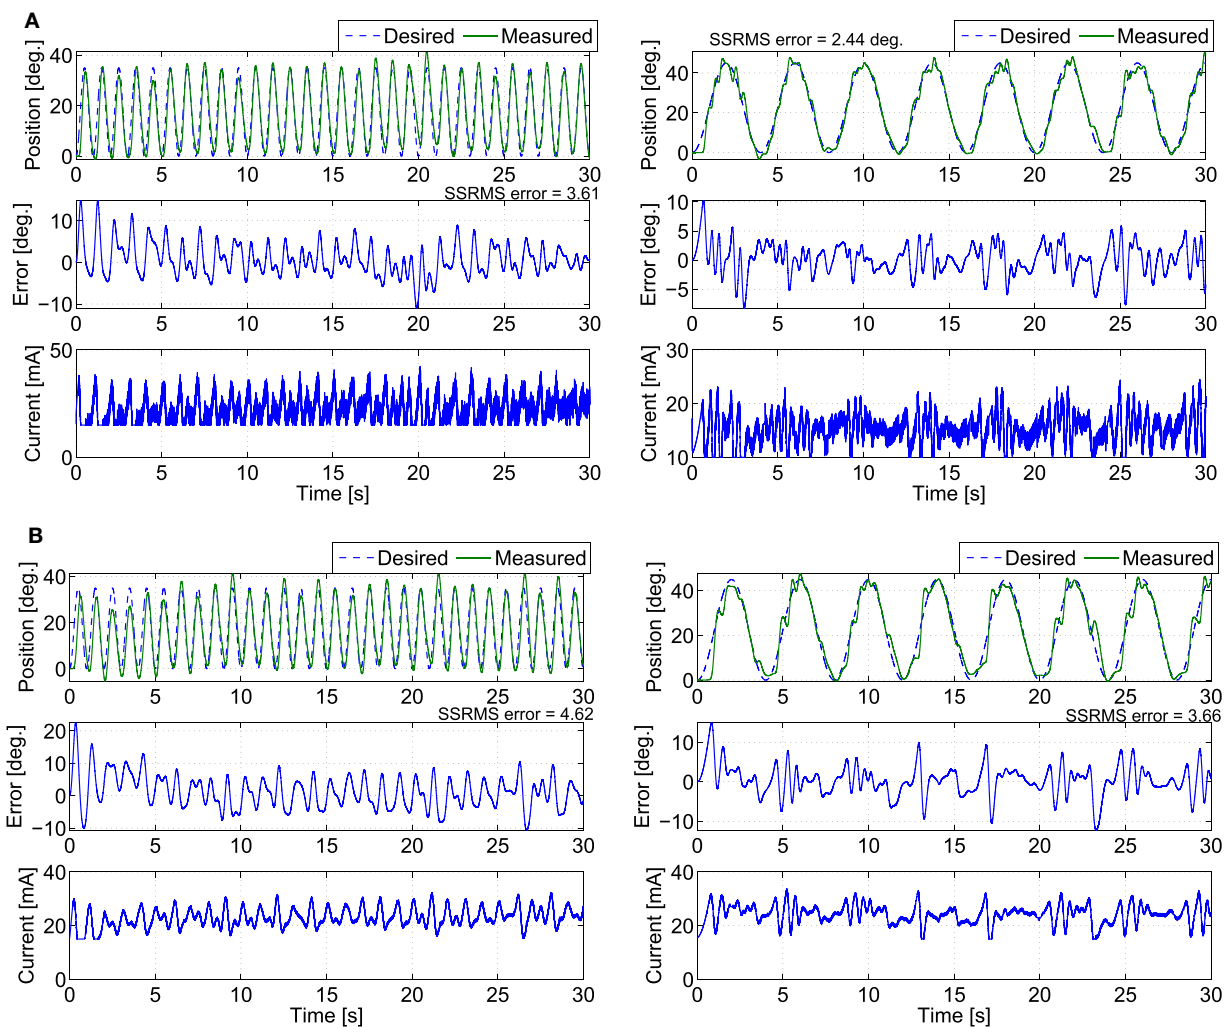 A
Desired Measured
Position [deg.]
40
20
0
0 5 10 15 20 25 30
SSRMS error = 3.61
Error [deg.]
10
0
−10
0 5 10 15 20 25 30
Current [mA]
50
0
0 5 10 15 20 25 30
Time [s]
SSRMS error = 2.44 deg.
Desired Measured
Position [deg.]
40
20
0
0 5 10 15 20 25 30
Error [deg.]
10
5
0
−5
0 5 10 15 20 25 30
Current [mA]
30
20
10
0 5 10 15 20 25 30
Time [s]
B
Desired Measured
Position [deg.]
40
20
0
0 5 10 15 20 25 30
SSRMS error = 4.62
Error [deg.]
20
10
0
−10
0 5 10 15 20 25 30
Current [mA]
40
20
0
0 5 10 15 20 25 30
Time [s]
Desired Measured
Position [deg.]
40
20
0
0 5 10 15 20 25 30
SSRMS error = 3.66
Error [deg.]
10
0
−10
0 5 10 15 20 25 30
Current [mA]
40
20
0
0 5 10 15 20 25 30
Time [s]